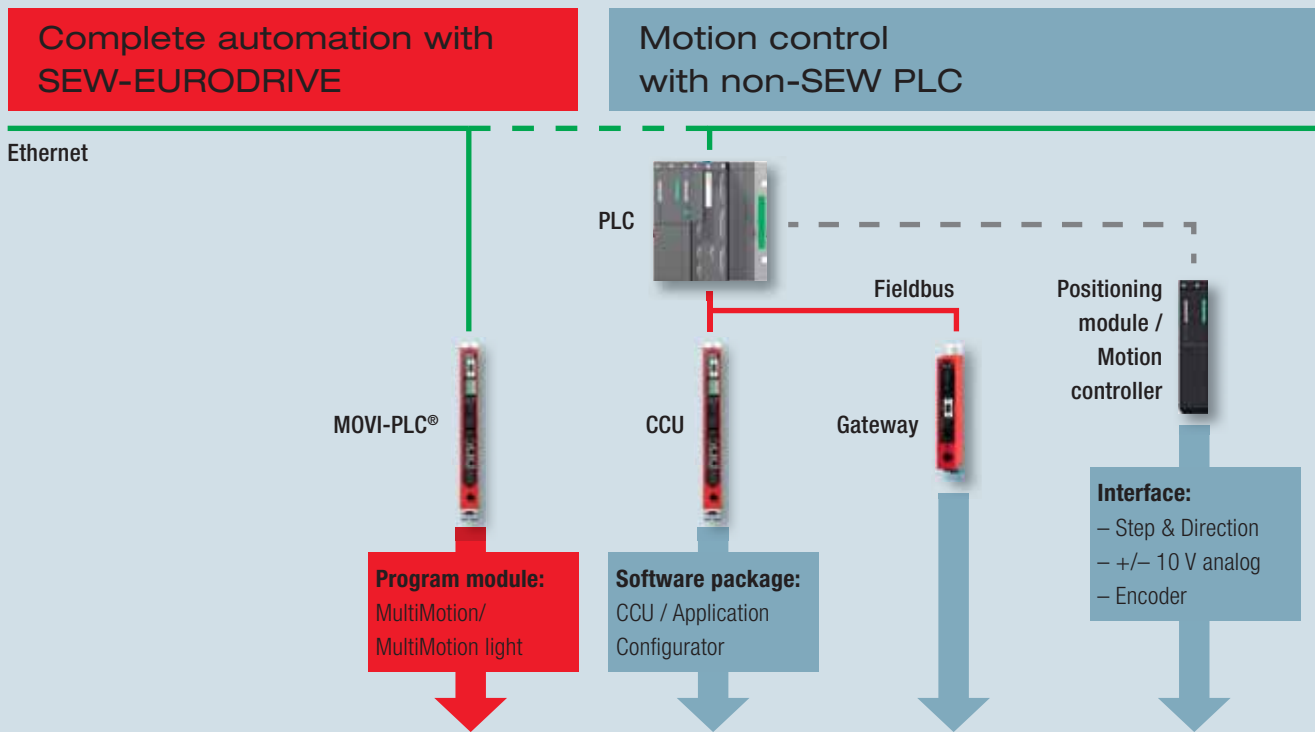 Complete automation with
SEW-EURODRIVE
Motion control
with non-SEW PLC
Ethernet
PLC
Fieldbus
Positioning
module /
Motion
controller
MOVI-PLC®
CCU
Gateway
Program module:
MultiMotion/
MultiMotion light
Software package:
CCU / Application
Configurator
Interface:
– Step & Direction
– +/– 10 V analog
– Encoder